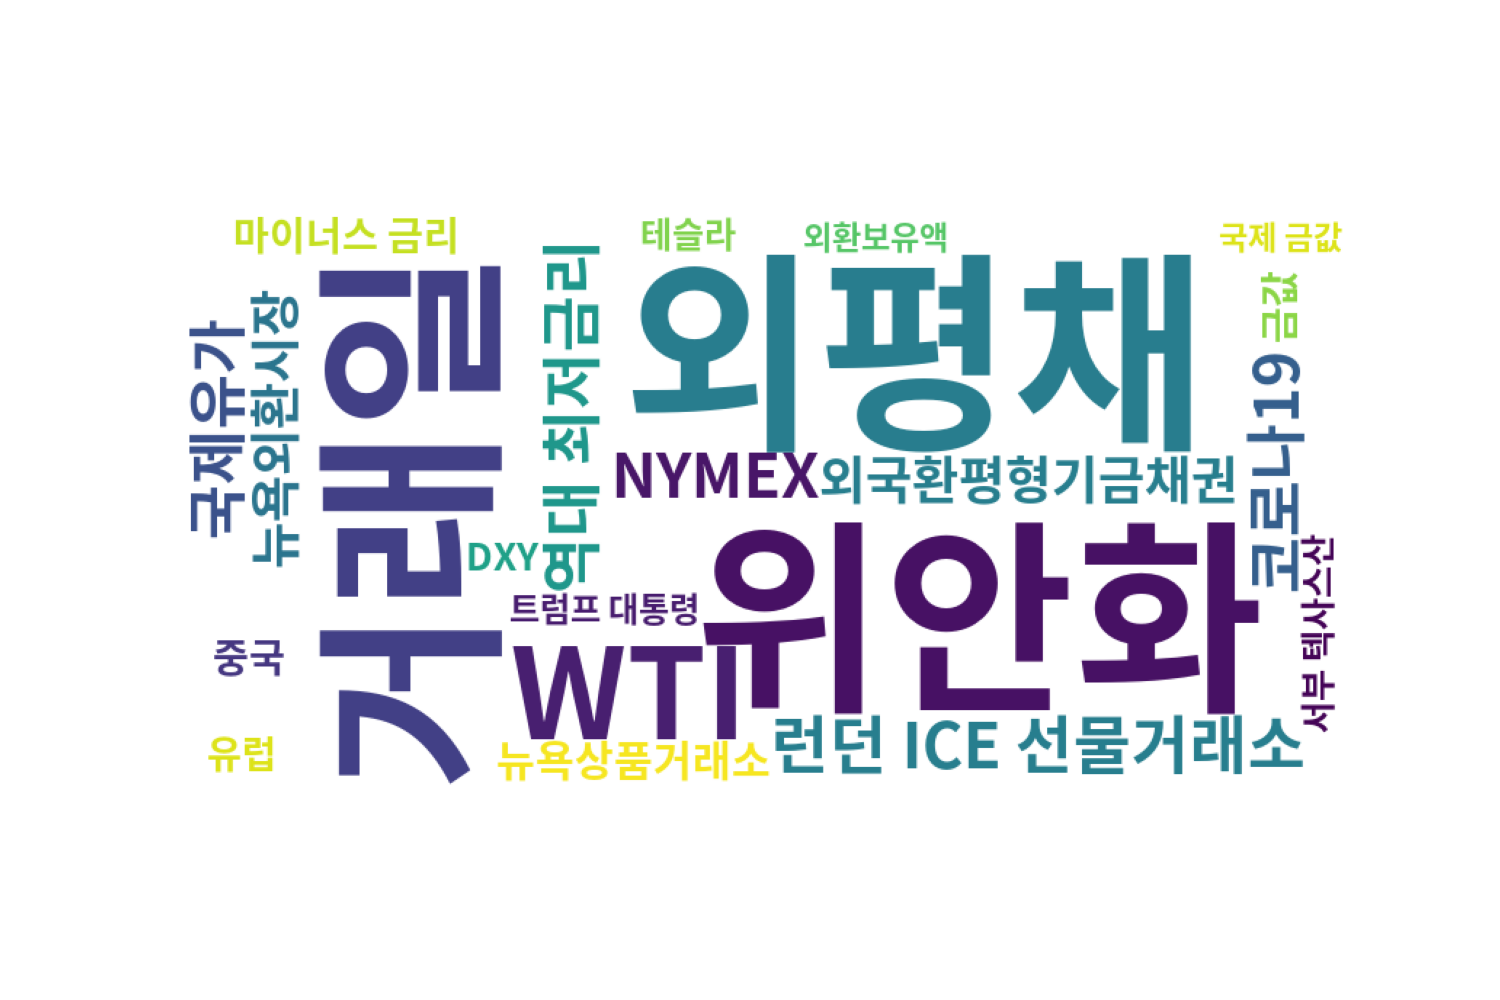 마이너스 금리
테슬라
외환보유액
국제 금값
국제유가
뉴욕외환시장
거래일
역대 최저금리
외평채
금값
코로나19
NYMEX
외국환평형기금채권
DXY
위안화
서부 텍사스산
트럼프 대통령
중국
WTI
런던 ICE 선물거래소
유럽
뉴욕상품거래소